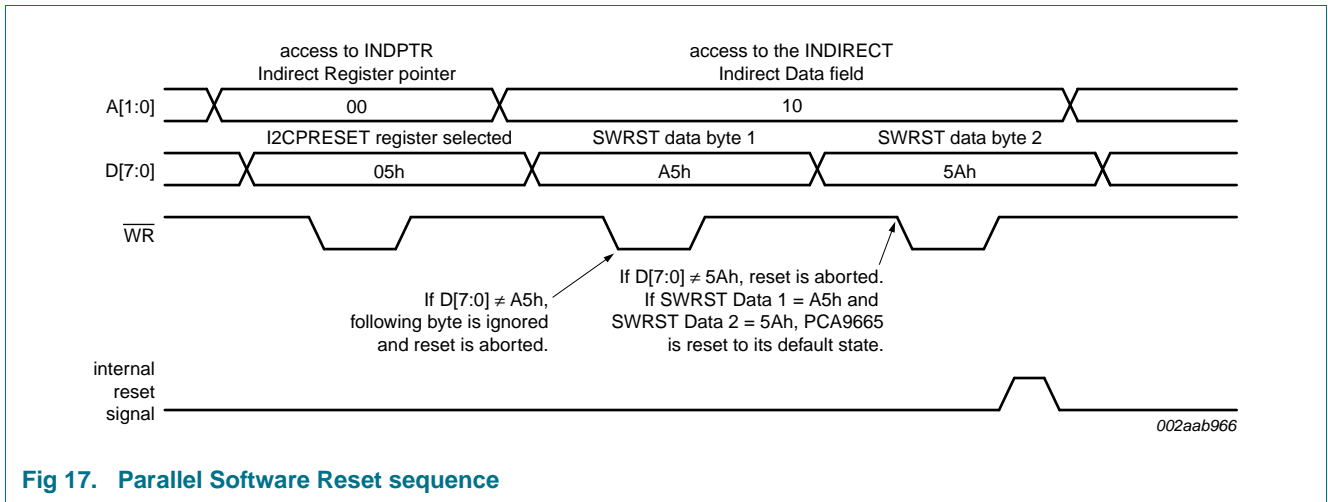 access to INDPTR
Indirect Register pointer
access to the INDIRECT
Indirect Data field
A[1:0]
00
10
I2CPRESET register selected
SWRST data byte 1
SWRST data byte 2
D[7:0]
05h
A5h
5Ah
WR
If D[7:0] ≠ A5h,
following byte is ignored
and reset is aborted.
If D[7:0] ≠ 5Ah, reset is aborted.
If SWRST Data 1 = A5h and
SWRST Data 2 = 5Ah, PCA9665
is reset to its default state.
internal
reset
signal
002aab966
Fig 17. Parallel Software Reset sequence